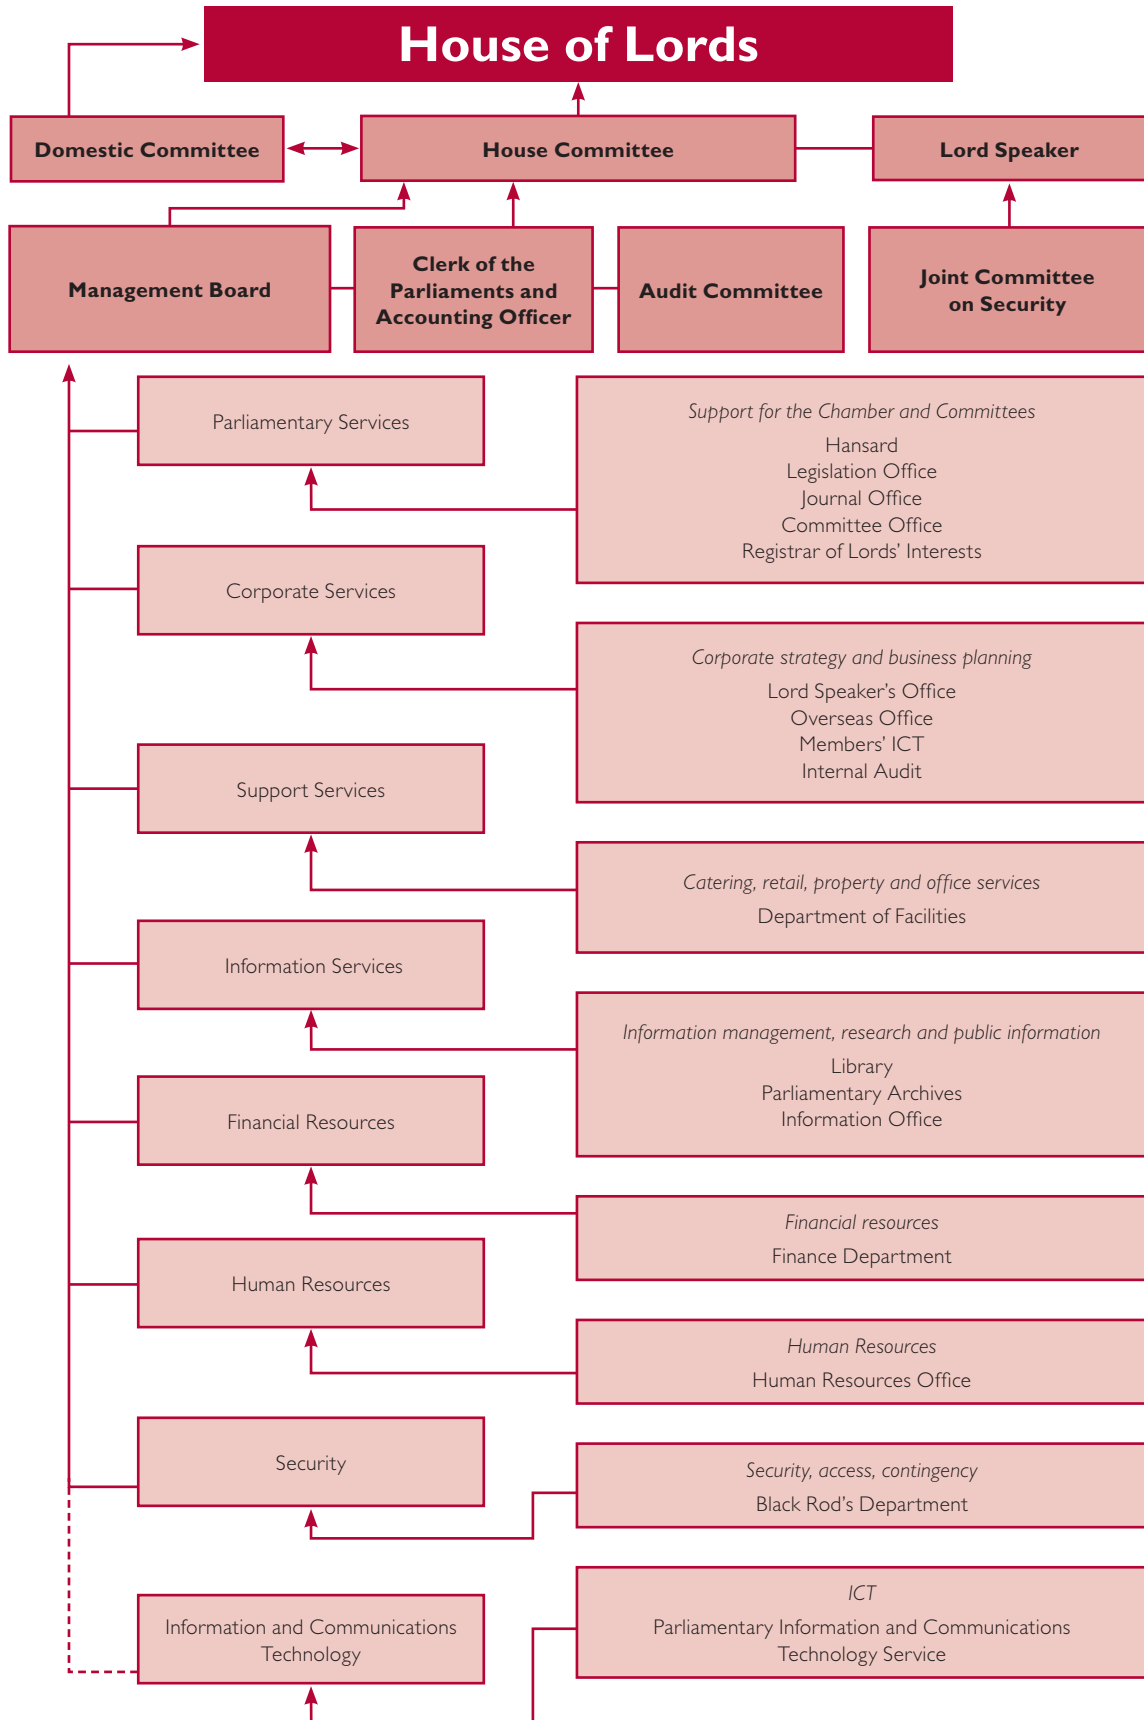 House of Lords
Domestic Committee
House Committee
Lord Speaker
Management Board
Clerk of the
Parliaments and
Accounting Officer
Audit Committee
Joint Committee
on Security
Parliamentary Services
Support for the Chamber and Committees
Hansard
Legislation Office
Journal Office
Committee Office
Registrar of Lords' Interests
Corporate Services
Corporate strategy and business planning
Lord Speaker's Office
Overseas Office
Members' ICT
Internal Audit
Support Services
Catering, retail, property and office services
Department of Facilities
Information Services
Information management, research and public information
Library
Parliamentary Archives
Information Office
Financial Resources
Financial resources
Finance Department
Human Resources
Human Resources
Human Resources Office
Security
Security, access, contingency
Black Rod's Department
Information and Communications
Technology
ICT
Parliamentary Information and Communications
Technology Service